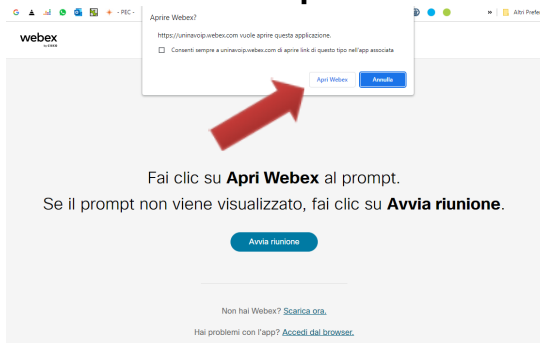 - PEC -
» Altri Prefer
Aprire Webex?
https://uninavoip.webex.com vuole aprire questa applicazione.
Consenti sempre a uninavoip.webex.com di aprire link di questo tipo nell'app associata
Apri Webex Annulla
webex
by CISCO
Fai clic su Apri Webex al prompt.
Se il prompt non viene visualizzato, fai clic su Avvia riunione.
Avvia riunione
Non hai Webex? Scarica ora.
Hai problemi con l'app? Accedi dal browser.